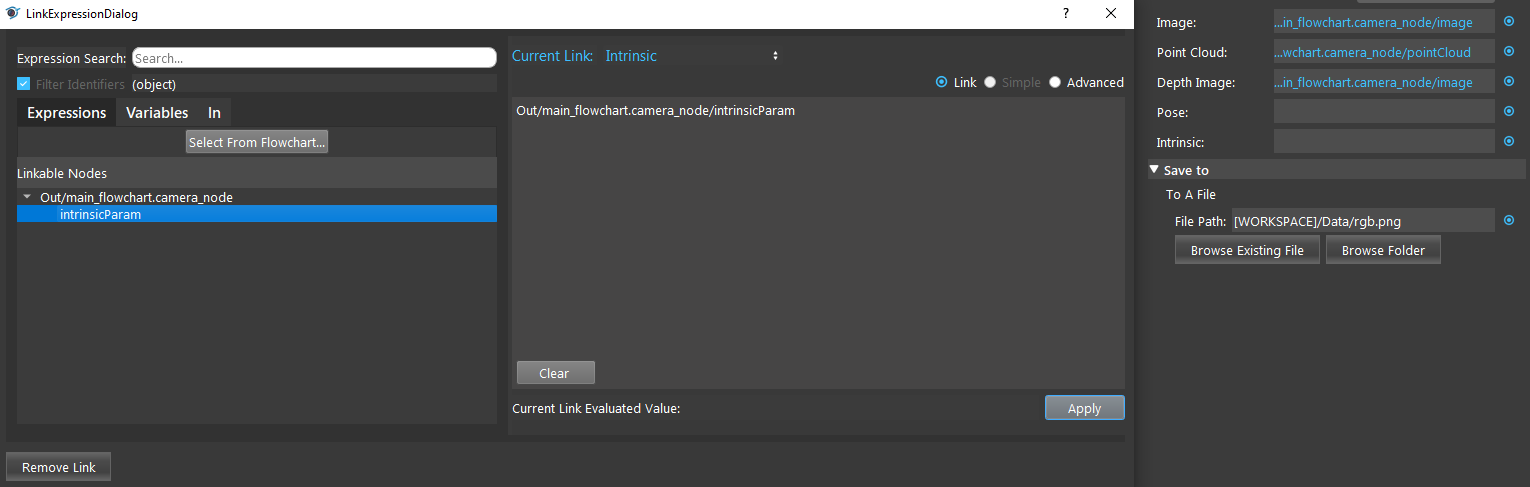 LinkExpressionDialog
?
Expression Search: Search...
Filter Identifiers (object)
Expressions Variables In
Select From Flowchart...
Linkable Nodes
Out/main_flowchart.camera_node
intrinsicParam
Remove Link
Current Link: Intrinsic
Link Simple Advanced
Out/main_flowchart.camera_node/intrinsicParam
Clear
Current Link Evaluated Value:
Apply
Image: ...in_flowchart.camera_node/image
Point Cloud: ...wchart.camera_node/pointCloud
Depth Image: ...in_flowchart.camera_node/image
Pose:
Intrinsic:
Save to
To A File
File Path: [WORKSPACE]/Data/rgb.png
Browse Existing File Browse Folder